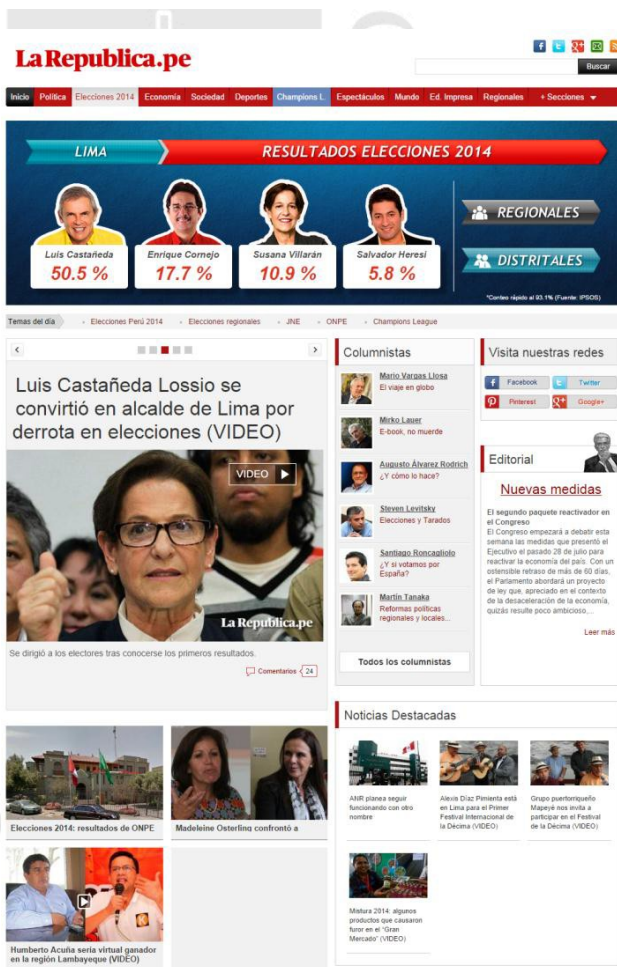 LaRepublica.pe
Buscar
Inicio Política Elecciones 2014 Economía Sociedad Deportes Champions L. Espectáculos Mundo Ed. Impresa Regionales + Secciones
LIMA
RESULTADOS ELECCIONES 2014
Luis Castañeda
50.5 %
Enrique Cornejo
17.7 %
Susana Villarán
10.9 %
Salvador Heresi
5.8 %
REGIONALES
DISTRITALES
*Conteo rápido al 93.1% (Fuente: IPSOS)
Temas del día
Elecciones Perú 2014
Elecciones regionales
JNE
ONPE
Champions League
Luis Castañeda Lossio se
convirtió en alcalde de Lima por
derrota en elecciones (VIDEO)
VIDEO
La Republica.pe
Se dirigió a los electores tras conocerse los primeros resultados.
Comentarios 24
Columnistas
Mario Vargas Llosa
El viaje en globo
Mirko Lauer
E-book, no muerde
Augusto Álvarez Rodrich
¿Y cómo lo hace?
Steven Levitsky
Elecciones y Tarados
Santiago Roncagliolo
¿Y si votamos por
España?
Martín Tanaka
Reformas políticas
regionales y locales...
Todos los columnistas
Visita nuestras redes
Facebook
Twitter
Pinterest
Google+
Editorial
Nuevas medidas
El segundo paquete reactivador en
el Congreso
El Congreso empezará a debatir esta
semana las medidas que presentó el
Ejecutivo el pasado 28 de julio para
reactivar la economía del país. Con un
ostensible retraso de más de 60 días,
el Parlamento abordará un proyecto
de ley que, apreciado en el contexto
de la desaceleración de la economía,
quizás resulte poco ambicioso...
Leer más
Elecciones 2014: resultados de ONPE
Madeleine Osterling confrontó a
Humberto Acuña sería virtual ganador
en la región Lambayeque (VIDEO)
Noticias Destacadas
ANR planea seguir
funcionando con otro
nombre
Alexis Díaz Pimienta está
en Lima para el Primer
Festival Internacional de
la Décima (VIDEO)
Grupo puertorriqueño
Mapeyé nos invita a
participar en el Festival
de la Décima (VIDEO)
Mistura 2014: algunos
productos que causaron
furor en el "Gran
Mercado" (VIDEO)